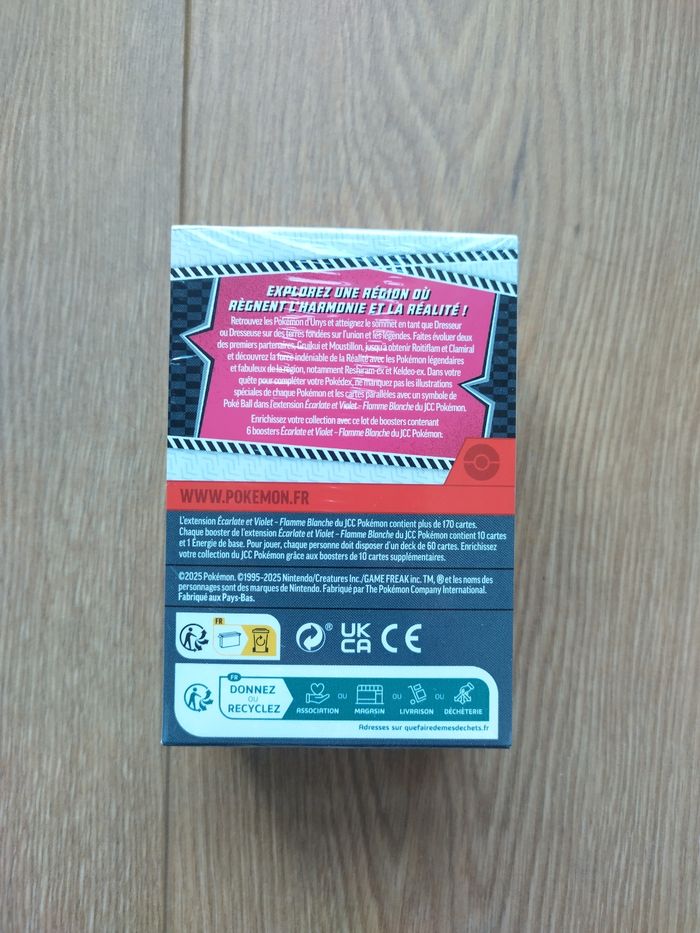 EXPLOREZ UNE RÉGION OÙ
RÈGNENT L'HARMONIE ET LA RÉALITÉ !
Retrouvez les Pokémon d'Unys et atteignez le sommet en tant que Dresseur
ou Dresseuse sur des terres fondées sur l'union et les légendes. Faites évoluer deux
des premiers partenaires, Gruikui et Moustillon, jusqu'à obtenir Roitiflam et Clamiral
et découvrez la force indéniable de la Réalité avec les Pokémon légendaires
et fabuleux de la région, notamment Reshiram-ex et Keldeo-ex. Dans votre
quête pour compléter votre Pokédex, ne manquez pas les illustrations
spéciales de chaque Pokémon et les cartes parallèles avec un symbole de
Poké Ball dans l'extension Écarlate et Violet – Flamme Blanche du JCC Pokémon.
Enrichissez votre collection avec ce lot de boosters contenant
6 boosters Écarlate et Violet – Flamme Blanche du JCC Pokémon.
WWW.POKEMON.FR
L'extension Écarlate et Violet – Flamme Blanche du JCC Pokémon contient plus de 170 cartes.
Chaque booster de l'extension Écarlate et Violet – Flamme Blanche du JCC Pokémon contient 10 cartes
et 1 Énergie de base. Pour jouer, chaque personne doit disposer d'un deck de 60 cartes. Enrichissez
votre collection du JCC Pokémon grâce aux boosters de 10 cartes supplémentaires.
©2025 Pokémon. ©1995-2025 Nintendo/Creatures Inc./GAME FREAK inc. TM, ® et les noms des
personnages sont des marques de Nintendo. Fabriqué par The Pokémon Company International.
Fabriqué aux Pays-Bas.
FR
®
UK
CA
CE
FR
DONNEZ
OU
RECYCLEZ
ASSOCIATION
OU
MAGASIN
OU
LIVRAISON
OU
DÉCHÈTERIE
Adresses sur quefairedemesdechets.fr